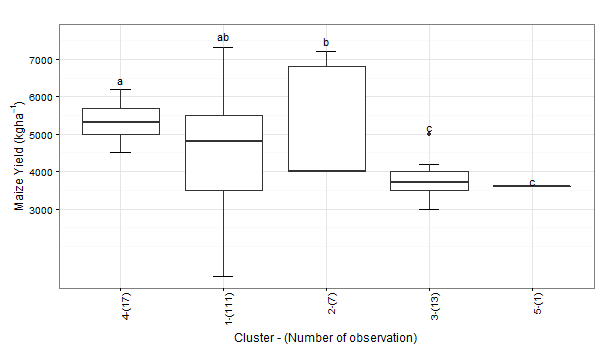 Maize Yield (kgha⁻¹)
7000
6000
5000
4000
3000
a
ab
b
c
c
4-(17)
1-(111)
2-(7)
3-(13)
5-(1)
Cluster - (Number of observation)